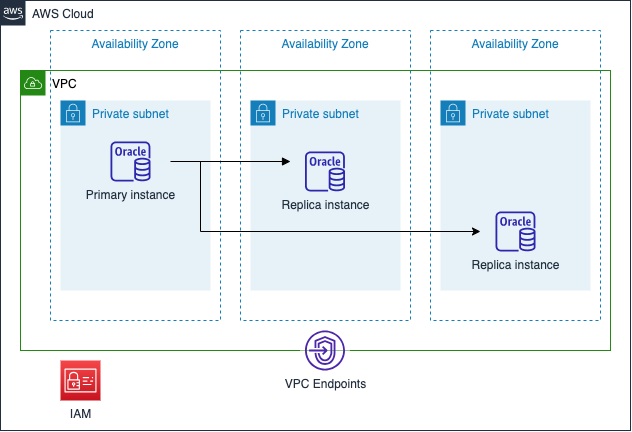 aws
AWS Cloud
Availability Zone
Availability Zone
Availability Zone
VPC
Private subnet
Private subnet
Private subnet
Oracle
Primary instance
Oracle
Replica instance
Oracle
Replica instance
VPC Endpoints
IAM